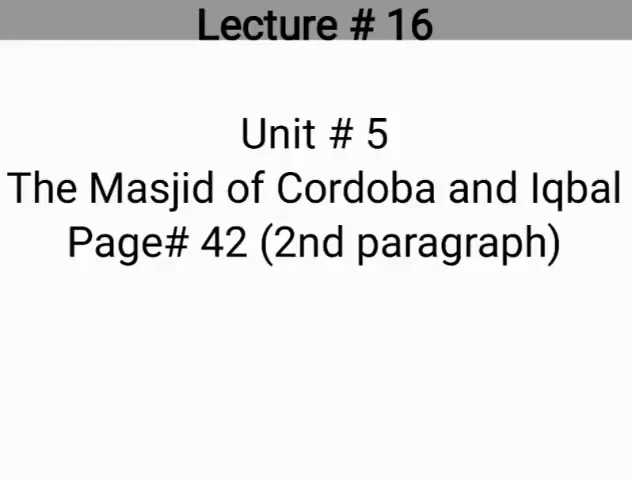 Lecture # 16
Unit # 5
The Masjid of Cordoba and Iqbal
Page# 42 (2nd paragraph)